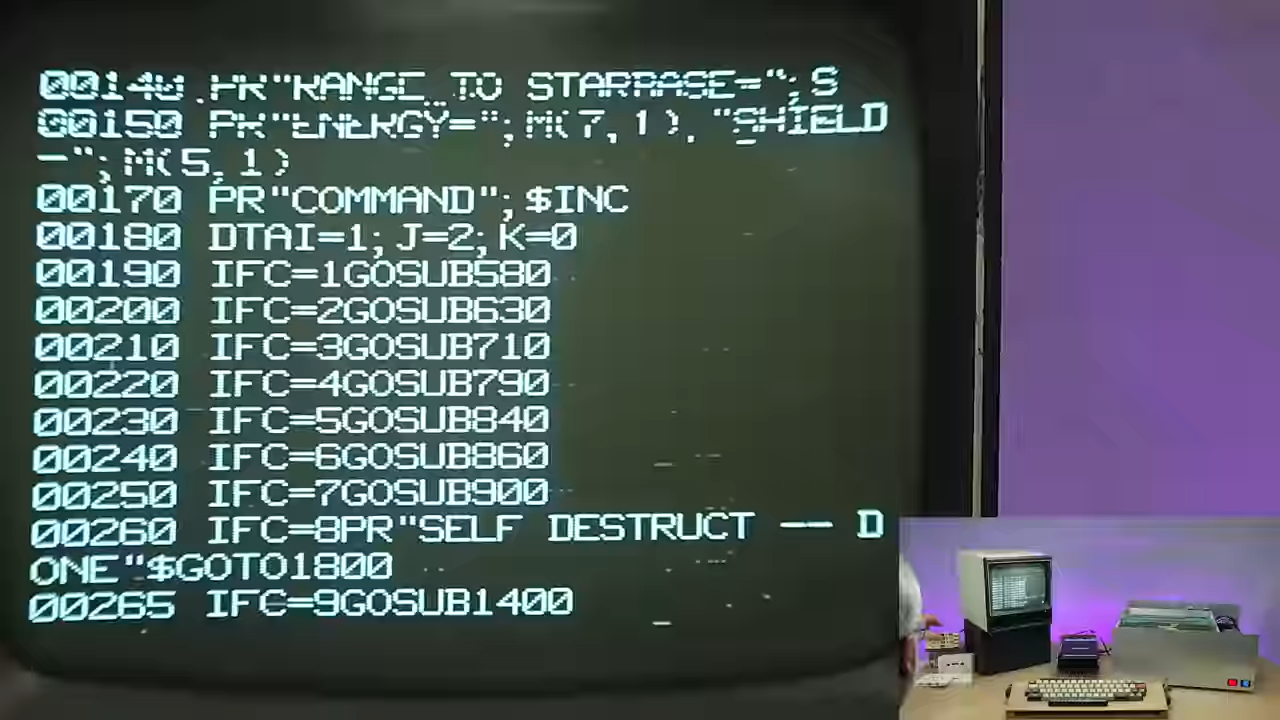 00140 PR"RANGE TO STARBASE=";S
00150 PR"ENERGY=";M(7,1),"SHIELD
=";M(5,1)
00170 PR"COMMAND";$INC
00180 DTAI=1;J=2;K=0
00190 IFC=1GOSUB580
00200 IFC=2GOSUB630
00210 IFC=3GOSUB710
00220 IFC=4GOSUB790
00230 IFC=5GOSUB840
00240 IFC=6GOSUB860
00250 IFC=7GOSUB900
00260 IFC=8PR"SELF DESTRUCT -- D
ONE"$GOTO1800
00265 IFC=9GOSUB1400